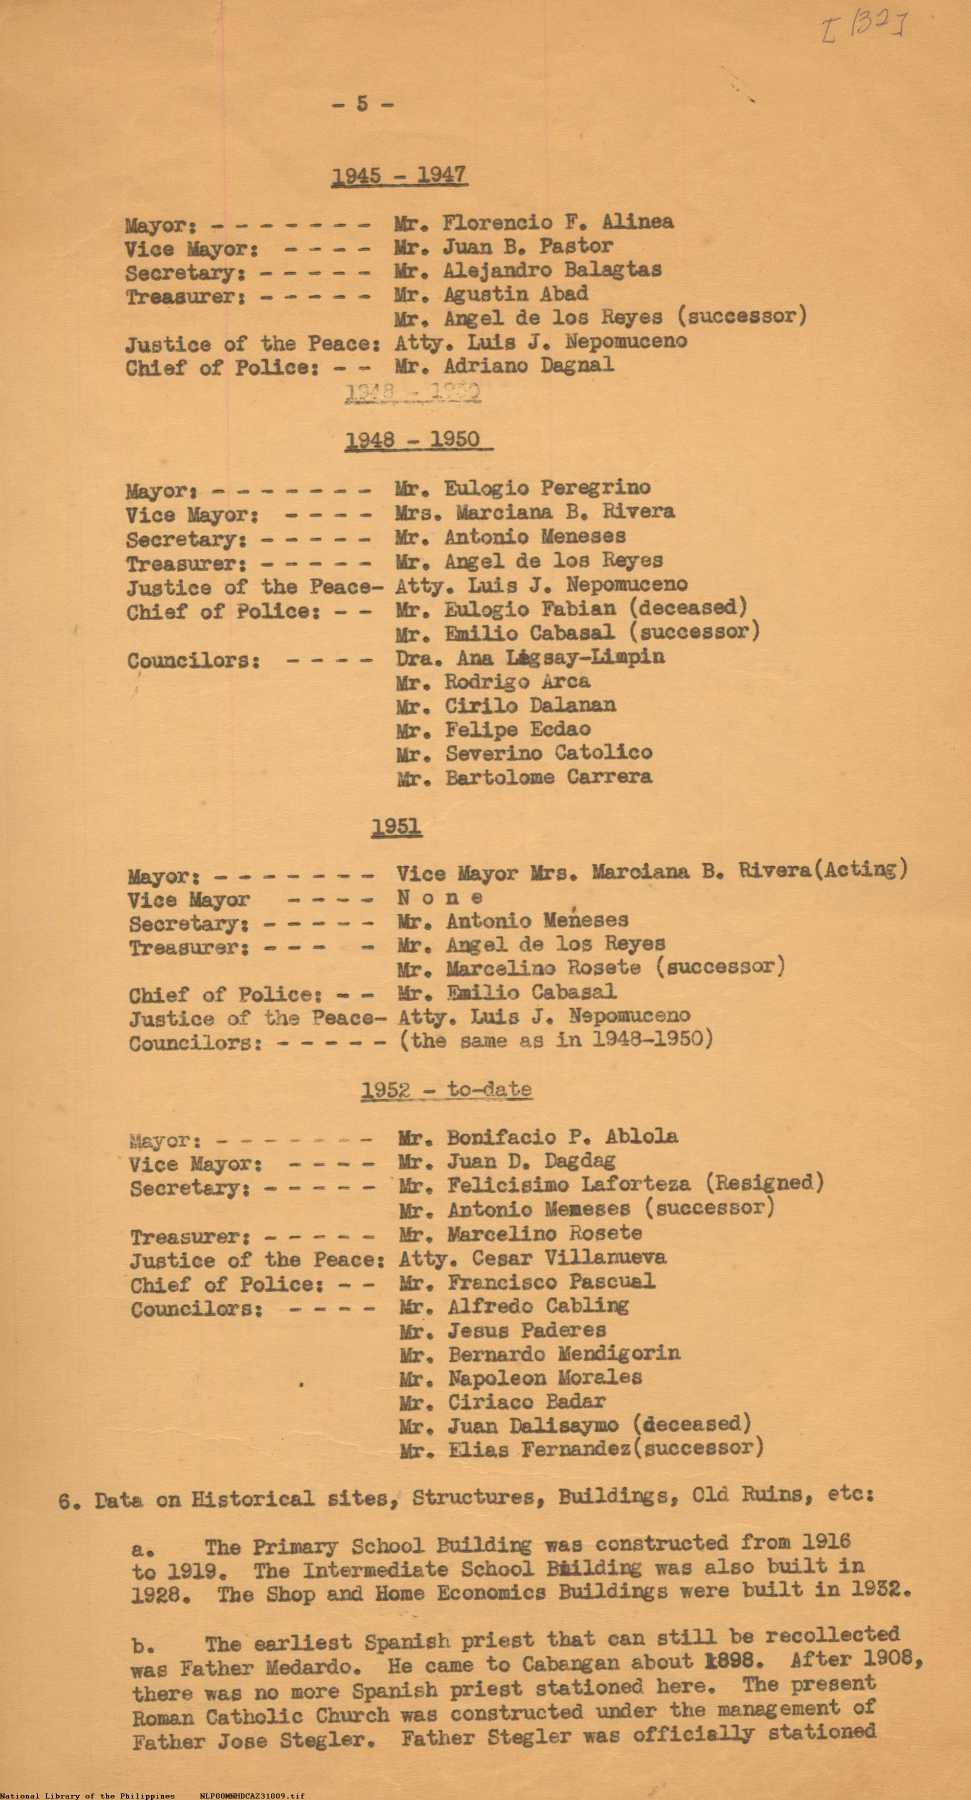 [132]
- 5 -
1945 - 1947
Mayor: - - - - - - - Mr. Florencio F. Alinea
Vice Mayor: - - - - Mr. Juan B. Pastor
Secretary: - - - - - Mr. Alejandro Balagtas
Treasurer: - - - - - Mr. Agustin Abad
Mr. Angel de los Reyes (successor)
Justice of the Peace: Atty. Luis J. Nepomuceno
Chief of Police: - - Mr. Adriano Dagnal
1948 - 1950
1948 - 1950
Mayor: - - - - - - - Mr. Eulogio Peregrino
Vice Mayor: - - - - Mrs. Marciana B. Rivera
Secretary: - - - - - Mr. Antonio Meneses
Treasurer: - - - - - Mr. Angel de los Reyes
Justice of the Peace- Atty. Luis J. Nepomuceno
Chief of Police: - - Mr. Eulogio Fabian (deceased)
Mr. Emilio Cabasal (successor)
Councilors: - - - - Dra. Ana Lagsay-Limpin
Mr. Rodrigo Arca
Mr. Cirilo Dalanan
Mr. Felipe Ecdao
Mr. Severino Catolico
Mr. Bartolome Carrera
1951
Mayor: - - - - - - - Vice Mayor Mrs. Marciana B. Rivera(Acting)
Vice Mayor - - - - N o n e
Secretary: - - - - - Mr. Antonio Meneses
Treasurer: - - - - Mr. Angel de los Reyes
Mr. Marcelino Rosete (successor)
Chief of Police: - - Mr. Emilio Cabasal
Justice of the Peace- Atty. Luis J. Nepomuceno
Councilors: - - - - - (the same as in 1948-1950)
1952 - to-date
Mayor: - - - - - - - Mr. Bonifacio P. Ablola
Vice Mayor: - - - - Mr. Juan D. Dagdag
Secretary: - - - - - Mr. Felicisimo Laforteza (Resigned)
Mr. Antonio Meneses (successor)
Treasurer: - - - - - Mr. Marcelino Rosete
Justice of the Peace: Atty. Cesar Villanueva
Chief of Police: - - Mr. Francisco Pascual
Councilors: - - - - Mr. Alfredo Cabling
Mr. Jesus Paderes
Mr. Bernardo Mendigorin
Mr. Napoleon Morales
Mr. Ciriaco Badar
Mr. Juan Dalisaymo (deceased)
Mr. Elias Fernandez(successor)
6. Data on Historical sites, Structures, Buildings, Old Ruins, etc:
a. The Primary School Building was constructed from 1916
to 1919. The Intermediate School Building was also built in
1928. The Shop and Home Economics Buildings were built in 1932.
b. The earliest Spanish priest that can still be recollected
was Father Medardo. He came to Cabangan about 1898. After 1908,
there was no more Spanish priest stationed here. The present
Roman Catholic Church was constructed under the management of
Father Jose Stegler. Father Stegler was officially stationed
National Library of the Philippines NLPOOM0RHDCAZ31009.tif